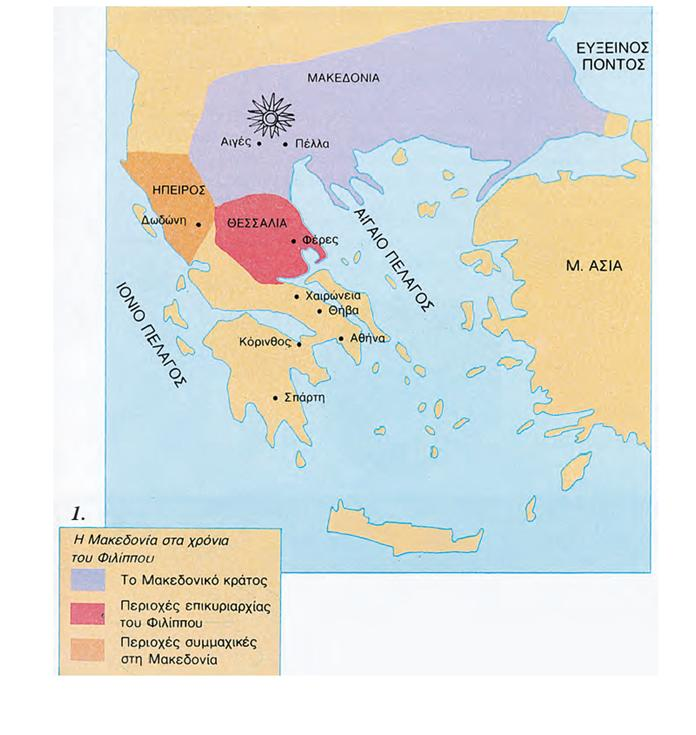 ΕΥΞΕΙΝΟΣ
ΠΟΝΤΟΣ
ΜΑΚΕΔΟΝΙΑ
Αιγές
Πέλλα
ΗΠΕΙΡΟΣ
Δωδώνη
ΘΕΣΣΑΛΙΑ
Φέρες
ΑΙΓΑΙΟ ΠΕΛΑΓΟΣ
Μ. ΑΣΙΑ
ΙΟΝΙΟ ΠΕΛΑΓΟΣ
Χαιρώνεια
Θήβα
Κόρινθος
Αθήνα
Σπάρτη
1.
Η Μακεδονία στα χρόνια
του Φιλίππου
Το Μακεδονικό κράτος
Περιοχές επικυριαρχίας
του Φιλίππου
Περιοχές συμμαχικές
στη Μακεδονία